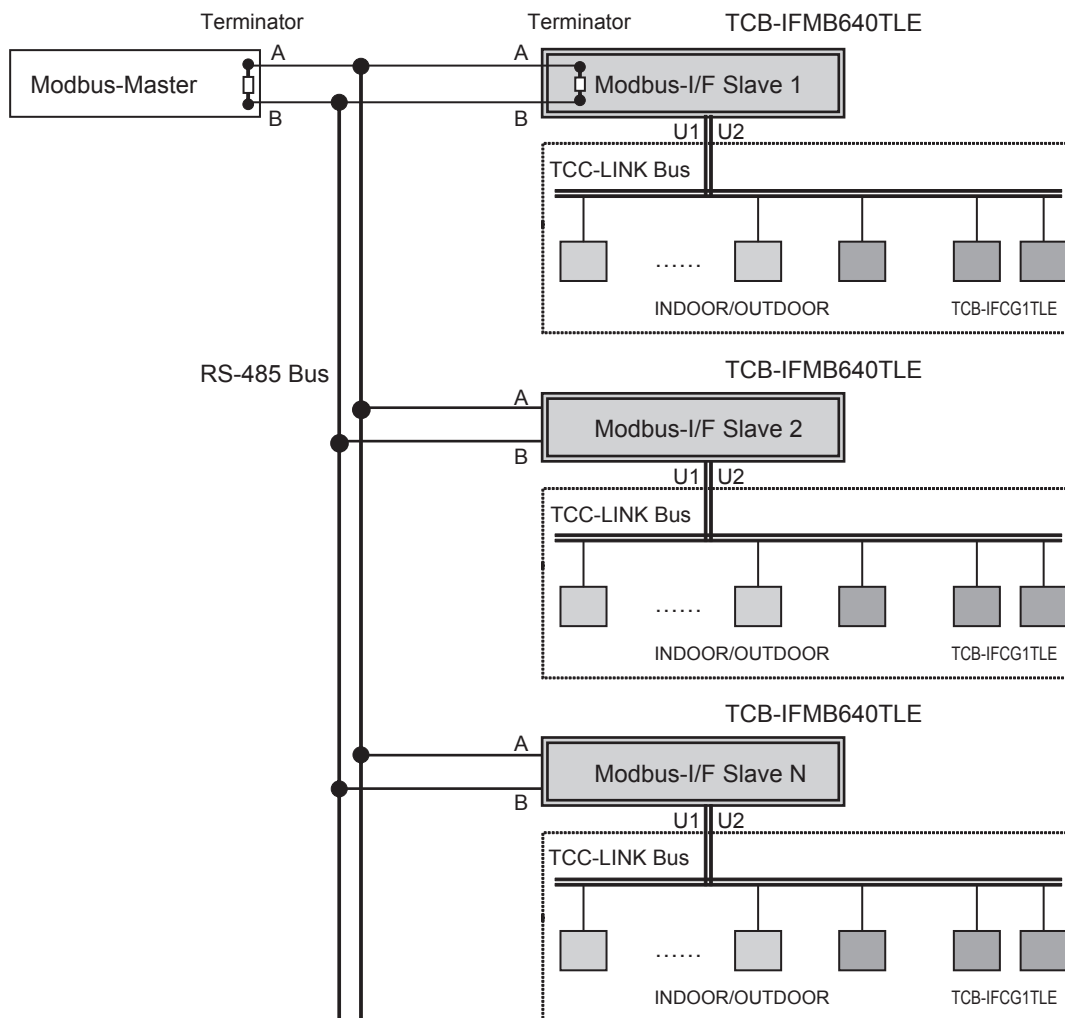 Terminator
Terminator
TCB-IFMB640TLE
A
A
Modbus-Master
Modbus-I/F Slave 1
B
B
U1
U2
TCC-LINK Bus
......
INDOOR/OUTDOOR
TCB-IFCG1TLE
RS-485 Bus
TCB-IFMB640TLE
A
Modbus-I/F Slave 2
B
U1
U2
TCC-LINK Bus
......
INDOOR/OUTDOOR
TCB-IFCG1TLE
TCB-IFMB640TLE
A
Modbus-I/F Slave N
B
U1
U2
TCC-LINK Bus
......
INDOOR/OUTDOOR
TCB-IFCG1TLE